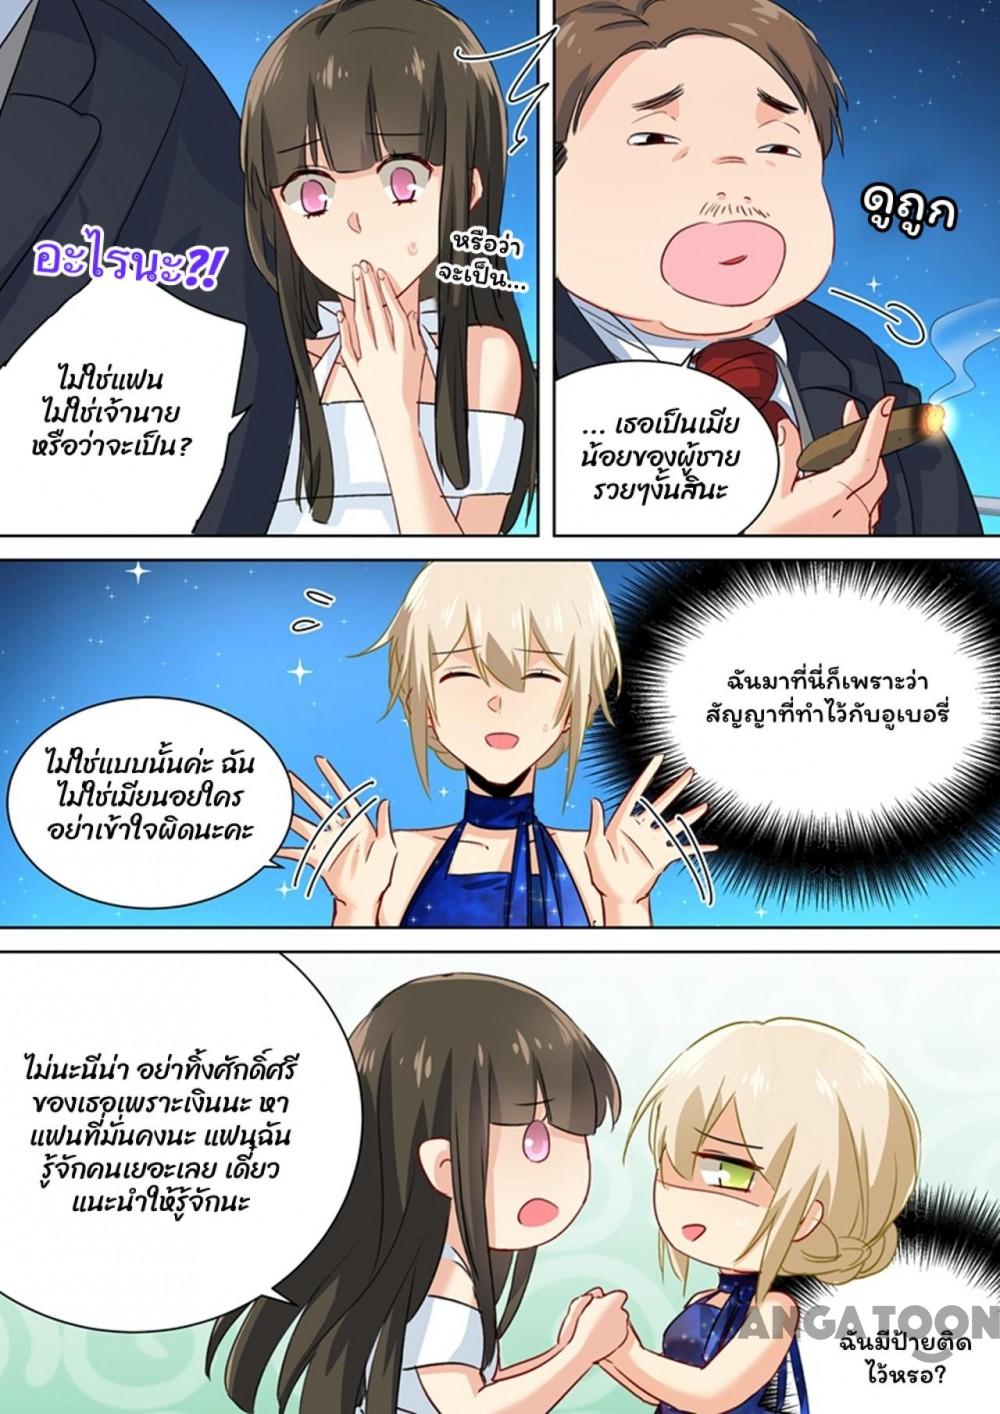 อะไรนะ?!
ไม่ใช่แฟน
ไม่ใช่เจ้านาย
หรือว่าจะเป็น?
หรือว่า
จะเป็น...
ดูถูก
... เธอเป็นเมีย
น้อยของผู้ชาย
รวยๆงั้นสินะ
ฉันมาที่นี่ก็เพราะว่า
สัญญาที่ทำไว้กับอูเบอรี่
ไม่ใช่แบบนั้นค่ะ ฉัน
ไม่ใช่เมียนอยใคร
อย่าเข้าใจผิดนะคะ
ไม่นะนีน่า อย่าทิ้งศักดิ์ศรี
ของเธอเพราะเงินนะ หา
แฟนที่มั่นคงนะ แฟนฉัน
รู้จักคนเยอะเลย เดี๋ยว
แนะนำให้รู้จักนะ
MANGATOON
ฉันมีป้ายติด
ไว้หรอ?